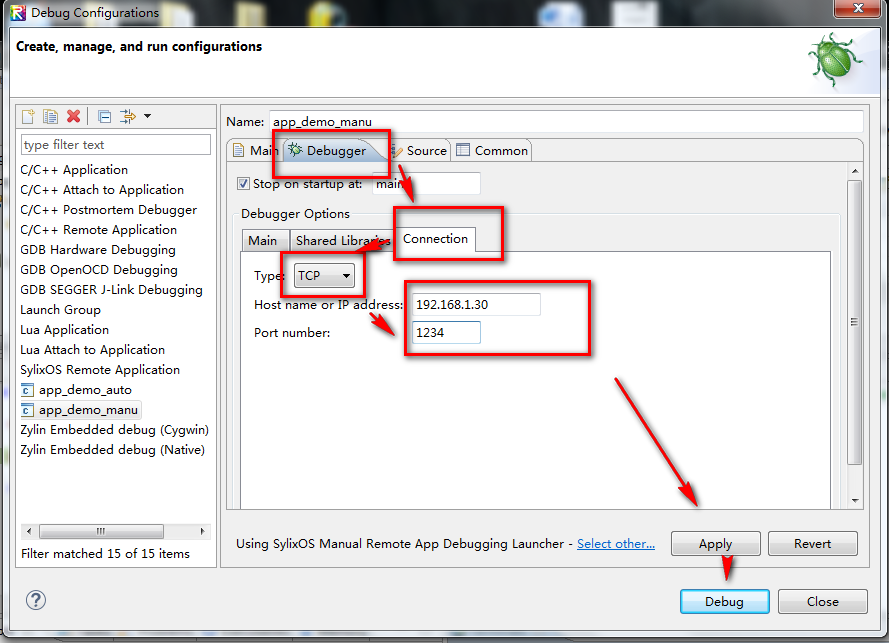 Debug Configurations
Create, manage, and run configurations
type filter text
C/C++ Application
C/C++ Attach to Application
C/C++ Postmortem Debugger
C/C++ Remote Application
GDB Hardware Debugging
GDB OpenOCD Debugging
GDB SEGGER J-Link Debugging
Launch Group
Lua Application
Lua Attach to Application
SylixOS Remote Application
app_demo_auto
app_demo_manu
Zylin Embedded debug (Cygwin)
Zylin Embedded debug (Native)
Filter matched 15 of 15 items
Name: app_demo_manu
Main Debugger Source Common
Stop on startup at: main
Debugger Options
Main Shared Libraries Connection
Type: TCP
Host name or IP address: 192.168.1.30
Port number: 1234
Using SylixOS Manual Remote App Debugging Launcher - Select other...
Apply Revert
Debug Close